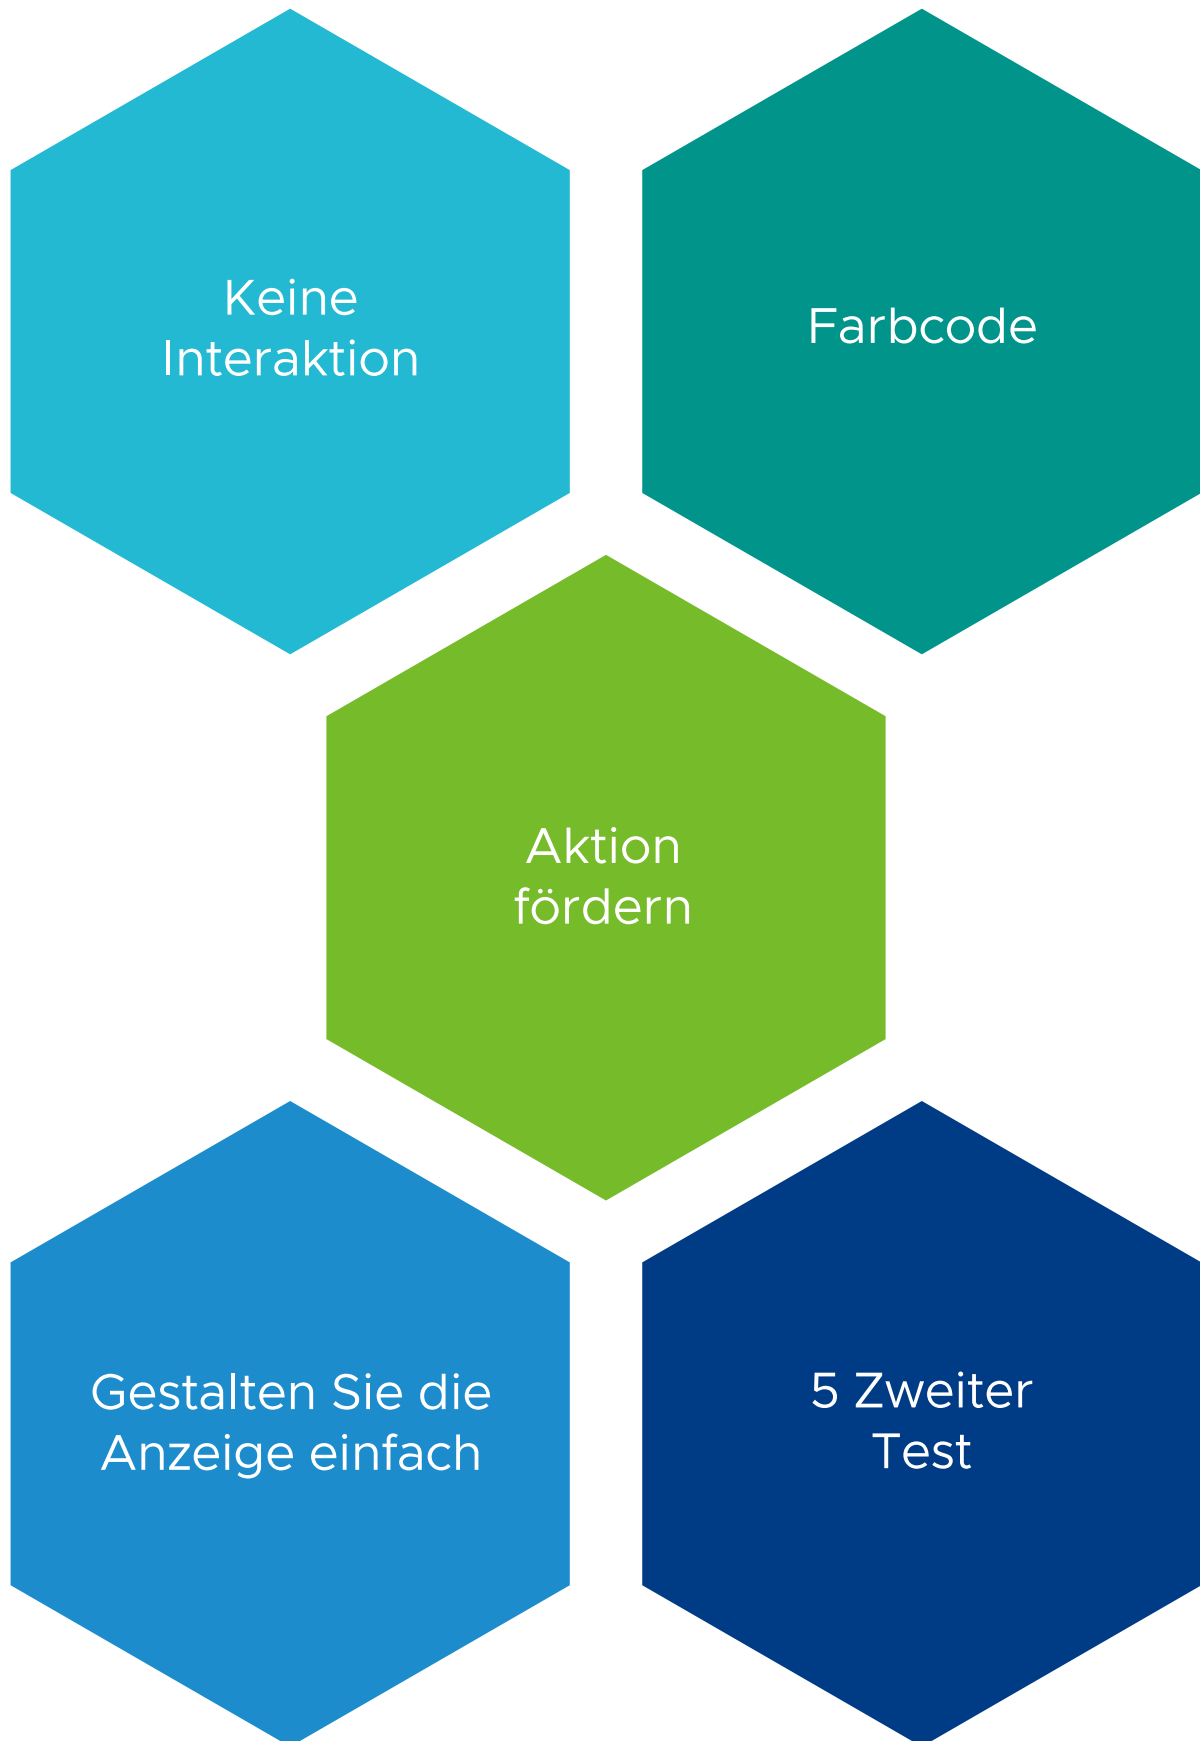 Keine
Interaktion
Farbcode
Aktion
fördern
Gestalten Sie die
Anzeige einfach
5 Zweiter
Test